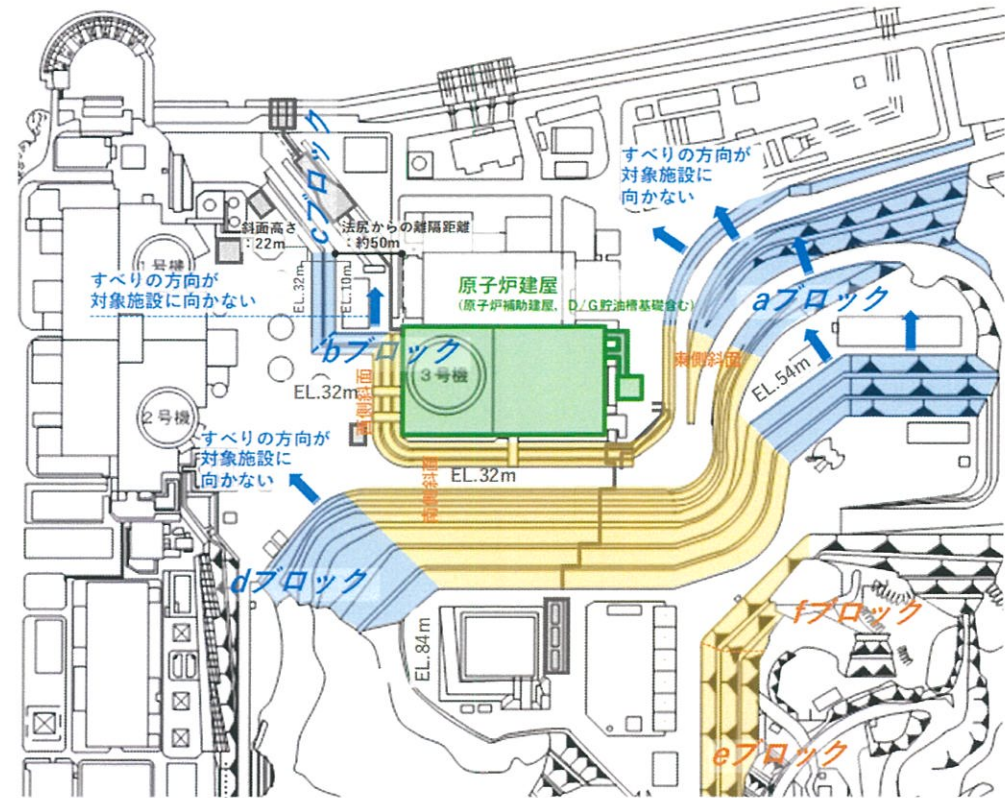 cブロック
すべりの方向が
対象施設に
向かない
斜面高さ
：22m
法尻からの離隔距離
：約50m
1号機
EL.32m
EL.10m
すべりの方向が
対象施設に向かない
原子炉建屋
(原子炉補助建屋，D/G貯油槽基礎含む)
aブロック
bブロック
東側斜面
3号機
EL.54m
EL.32m
西側斜面
2号機
すべりの方向が
対象施設に
向かない
EL.32m
南側斜面
dブロック
fブロック
EL.84m
eブロック